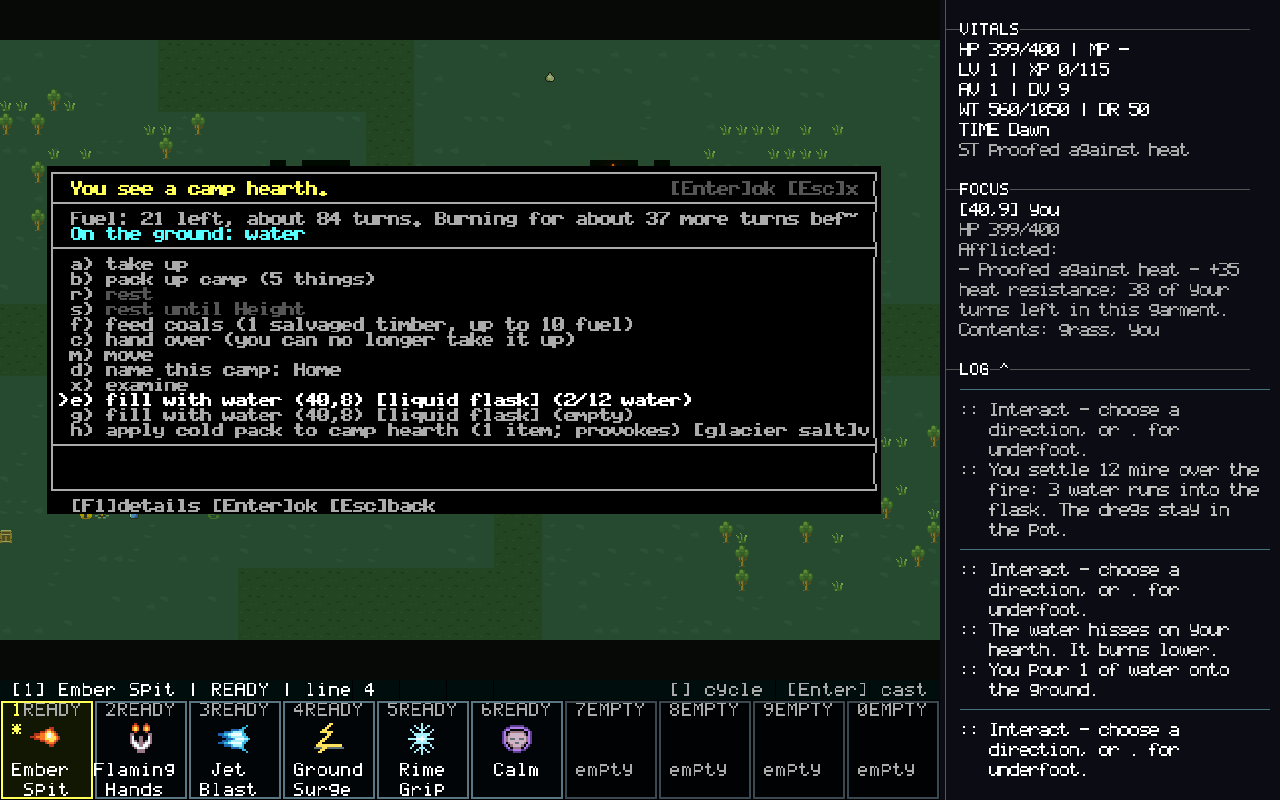 You see a camp hearth. [Enter]ok [Esc]x
Fuel: 21 left, about 84 turns. Burning for about 37 more turns bef~
On the ground: water
a) take up
b) pack up camp (5 things)
r) rest
s) rest until Height
f) feed coals (1 salvaged timber, up to 10 fuel)
c) hand over (you can no longer take it up)
m) move
d) name this camp: Home
x) examine
>e) fill with water (40,8) [liquid flask] (2/12 water)
g) fill with water (40,8) [liquid flask] (empty)
h) apply cold pack to camp hearth (1 item; provokes) [glacier salt]v
[F1]details [Enter]ok [Esc]back
[1] Ember Spit | READY | line 4 [] cycle [Enter] cast
1READY 2READY 3READY 4READY 5READY 6READY 7EMPTY 8EMPTY 9EMPTY 0EMPTY
*
Ember Flaming Jet Ground Rime Calm empty empty empty empty
Spit Hands Blast Surge Grip
VITALS
HP 399/400 | MP -
LV 1 | XP 0/115
AV 1 | DV 9
WT 560/1050 | DR 50
TIME Dawn
ST Proofed against heat
FOCUS
[40,9] You
HP 399/400
Afflicted:
- Proofed against heat - +35
heat resistance; 38 of your
turns left in this garment.
Contents: grass, you
LOG ^
:: Interact - choose a
direction, or . for
underfoot.
:: You settle 12 mire over the
fire: 3 water runs into the
flask. The dregs stay in
the pot.
:: Interact - choose a
direction, or . for
underfoot.
:: The water hisses on your
hearth. It burns lower.
:: You pour 1 of water onto
the ground.
:: Interact - choose a
direction, or . for
underfoot.